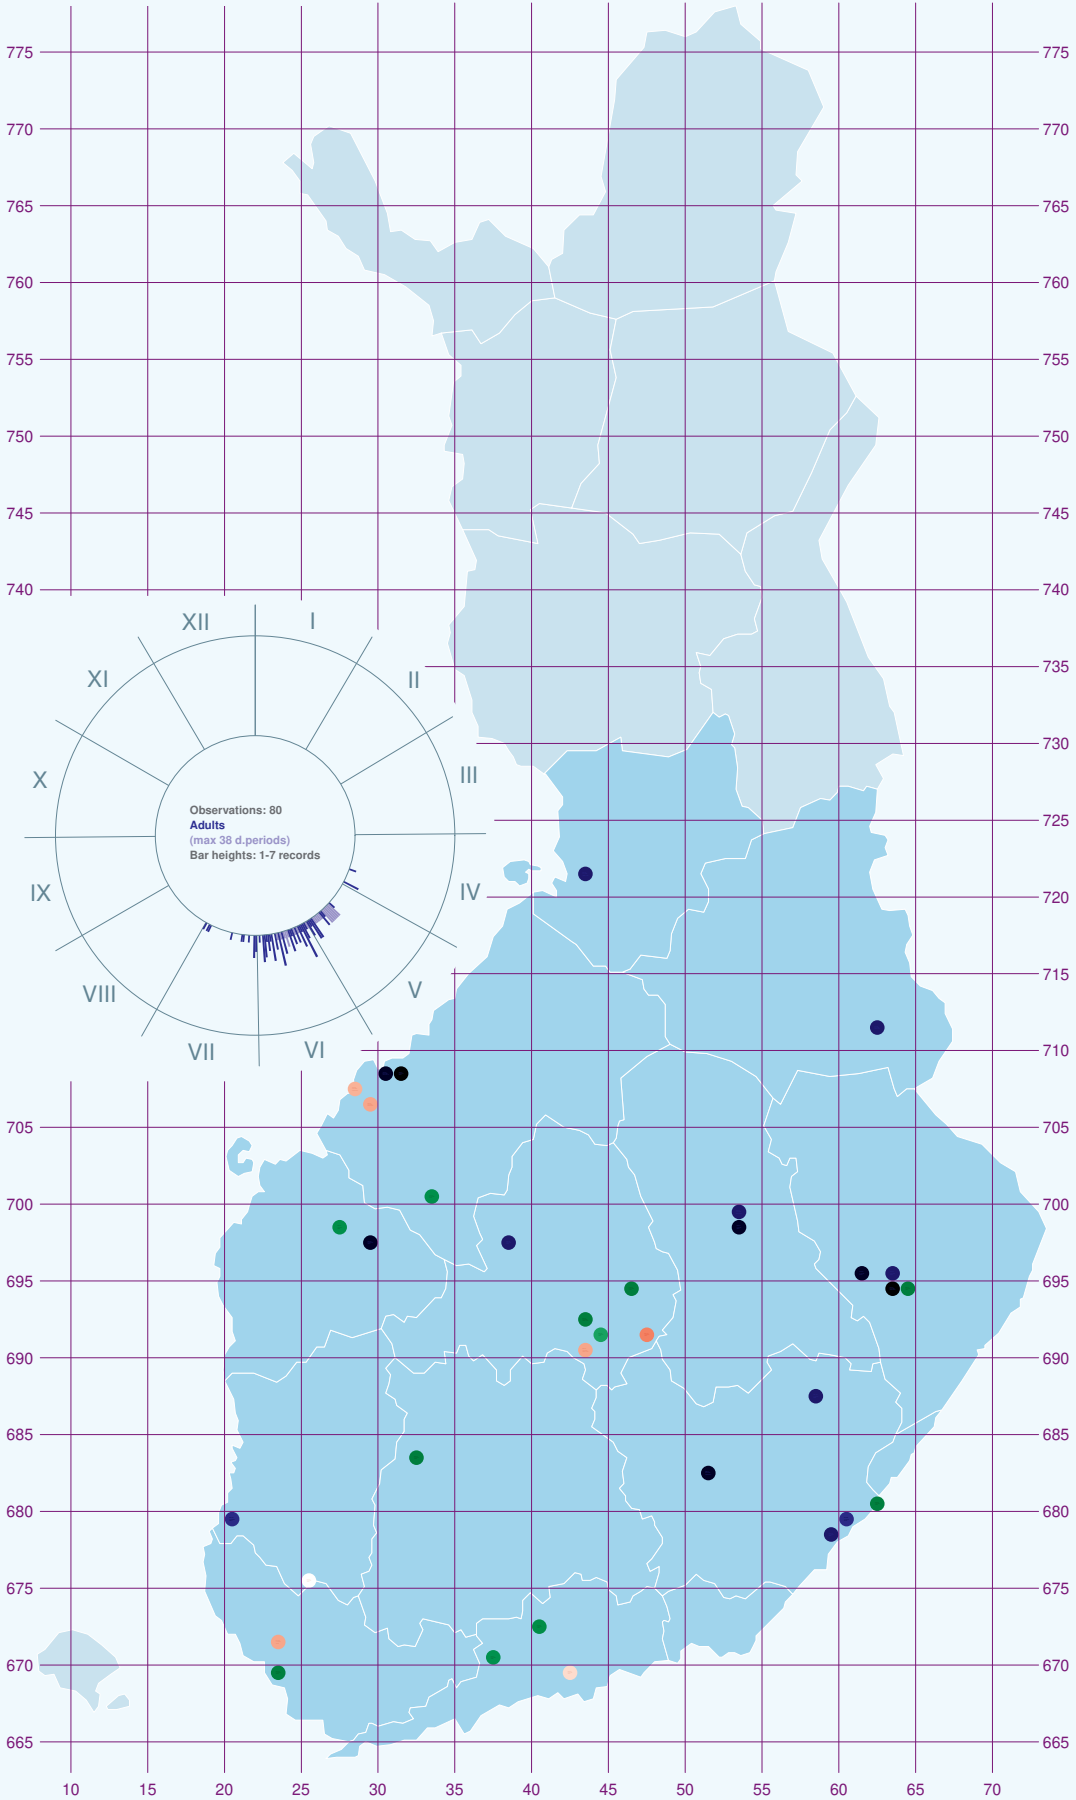 775 775
770 770
765 765
760 760
755 755
750 750
745 745
740 740
XII I
XI II
735
730
X III
725
Observations: 80
Adults
(max 38 d.periods)
Bar heights: 1-7 records
IX IV
720
715
VIII V
VII VI
710
705 705
700 700
695 695
690 690
685 685
680 680
675 675
670 670
665 665
10 15 20 25 30 35 40 45 50 55 60 65 70